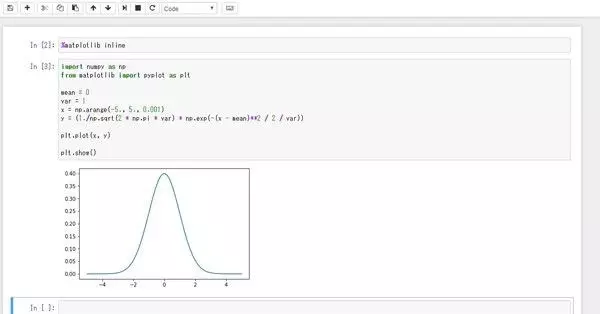 Code
In [2]: %matplotlib inline
In [3]: import numpy as np
from matplotlib import pyplot as plt
mean = 0
var = 1
x = np.arange(-5., 5., 0.001)
y = (1./np.sqrt(2 * np.pi * var) * np.exp(-(x - mean)**2 / 2 / var))
plt.plot(x, y)
plt.show()
0.40
0.35
0.30
0.25
0.20
0.15
0.10
0.05
0.00
−4 −2 0 2 4
In [ ]: